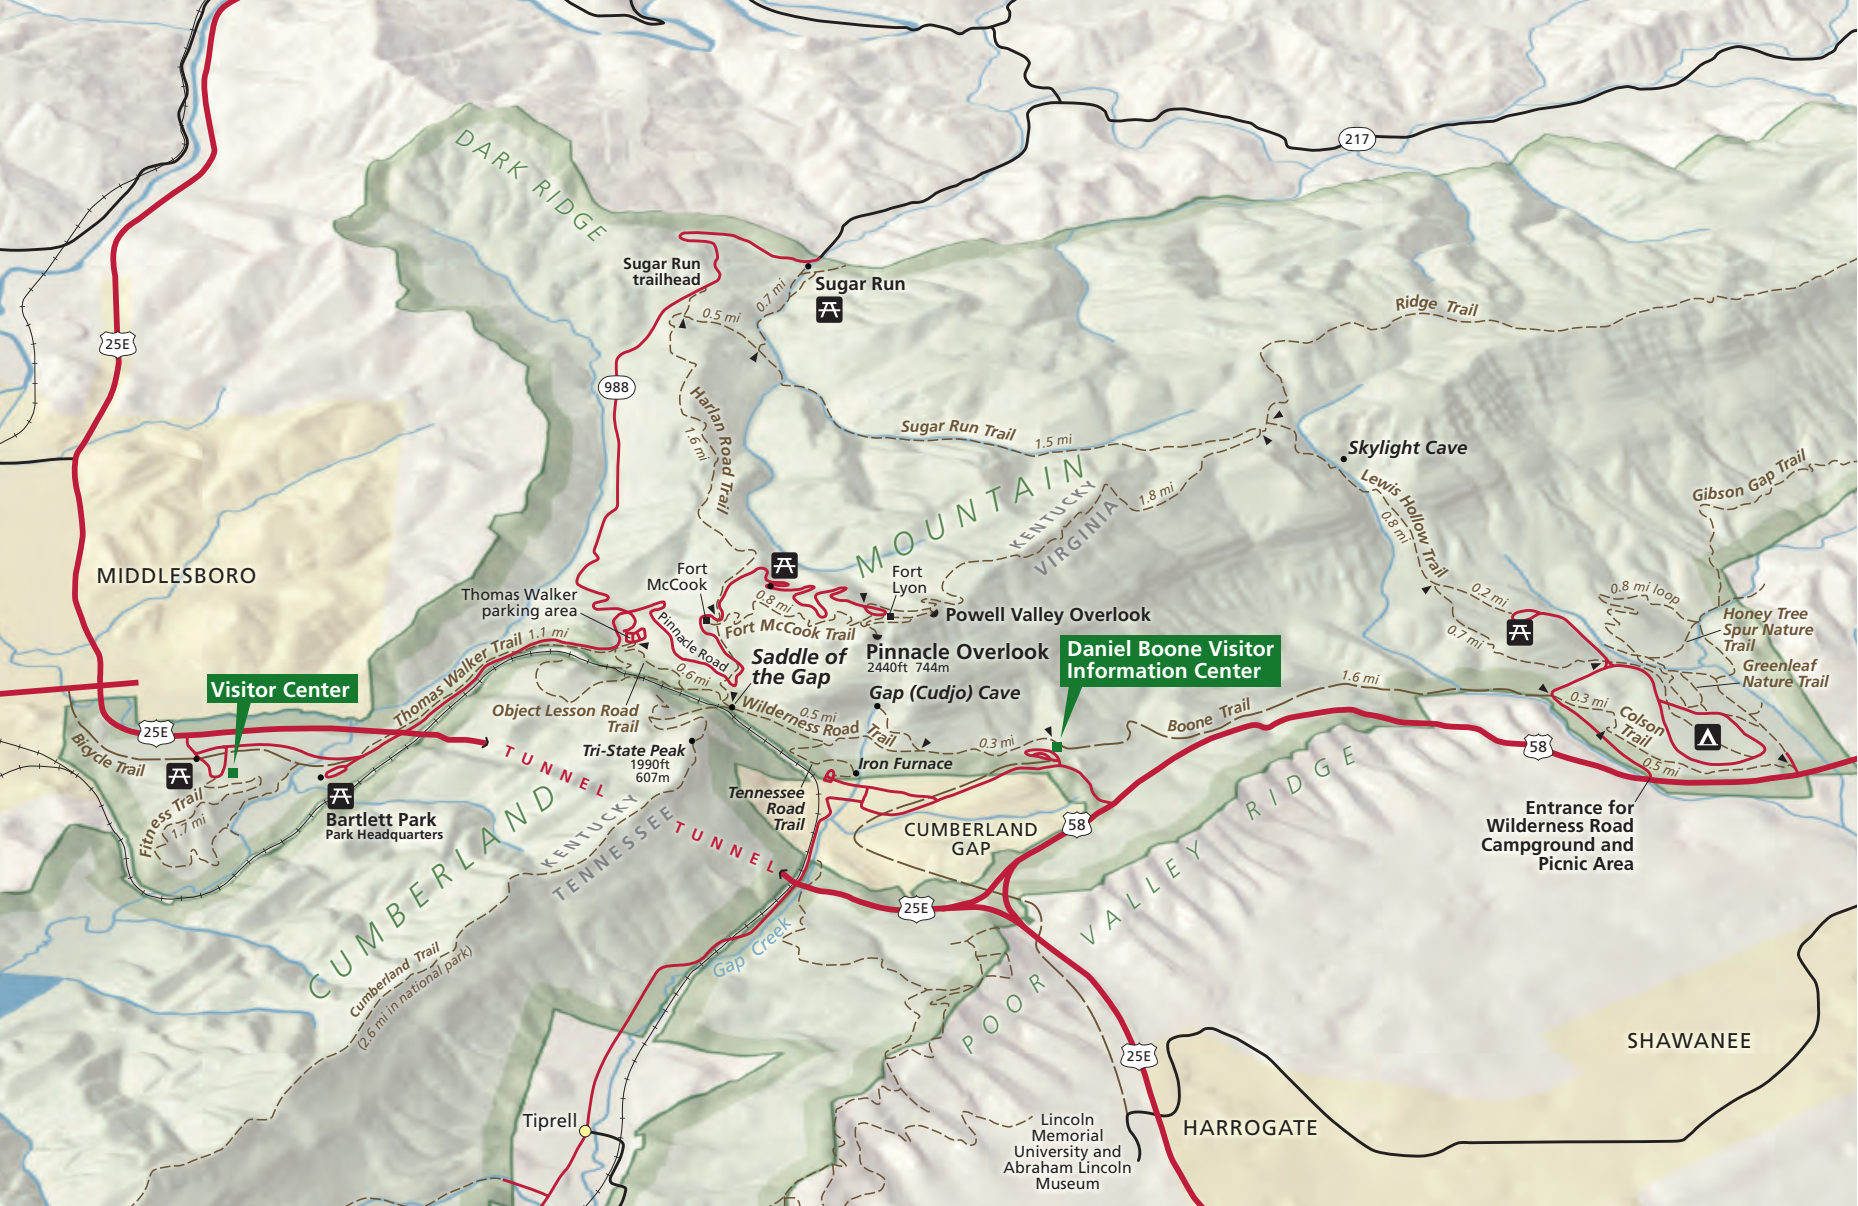 DARK RIDGE
217
Sugar Run
trailhead
Sugar Run
0.7 mi
0.5 mi
Ridge Trail
25E
988
Harlan Road Trail
1.6 mi
Sugar Run Trail
1.5 mi
Skylight Cave
Lewis Hollow Trail
0.8 mi
Gibson Gap Trail
MOUNTAIN
KENTUCKY
VIRGINIA
1.8 mi
MIDDLESBORO
Fort
McCook
Fort
Lyon
Thomas Walker
parking area
0.8 mi
Fort McCook Trail
Powell Valley Overlook
0.2 mi
0.8 mi loop
Honey Tree
Spur Nature
Trail
Greenleaf
Nature Trail
0.7 mi
Thomas Walker Trail 1.1 mi
Pinnacle Road
0.6 mi
Saddle of
the Gap
Pinnacle Overlook
2440ft 744m
Daniel Boone Visitor
Information Center
Gap (Cudjo) Cave
Visitor Center
Object Lesson Road
Trail
Wilderness Road
Trail
0.5 mi
Boone Trail
1.6 mi
0.3 mi
0.3 mi
Colson
Trail
0.5 mi
25E
Bicycle Trail
Tri-State Peak
1990ft
607m
Iron Furnace
58
TUNNEL
Tennessee
Road
Trail
Fitness Trail
1.7 mi
Bartlett Park
Park Headquarters
KENTUCKY
TENNESSEE
TUNNEL
CUMBERLAND
GAP
58
Entrance for
Wilderness Road
Campground and
Picnic Area
CUMBERLAND
25E
POOR VALLEY RIDGE
Gap Creek
Cumberland Trail
(2.6 mi in national park)
25E
SHAWANEE
Tiprell
Lincoln
Memorial
University and
Abraham Lincoln
Museum
HARROGATE